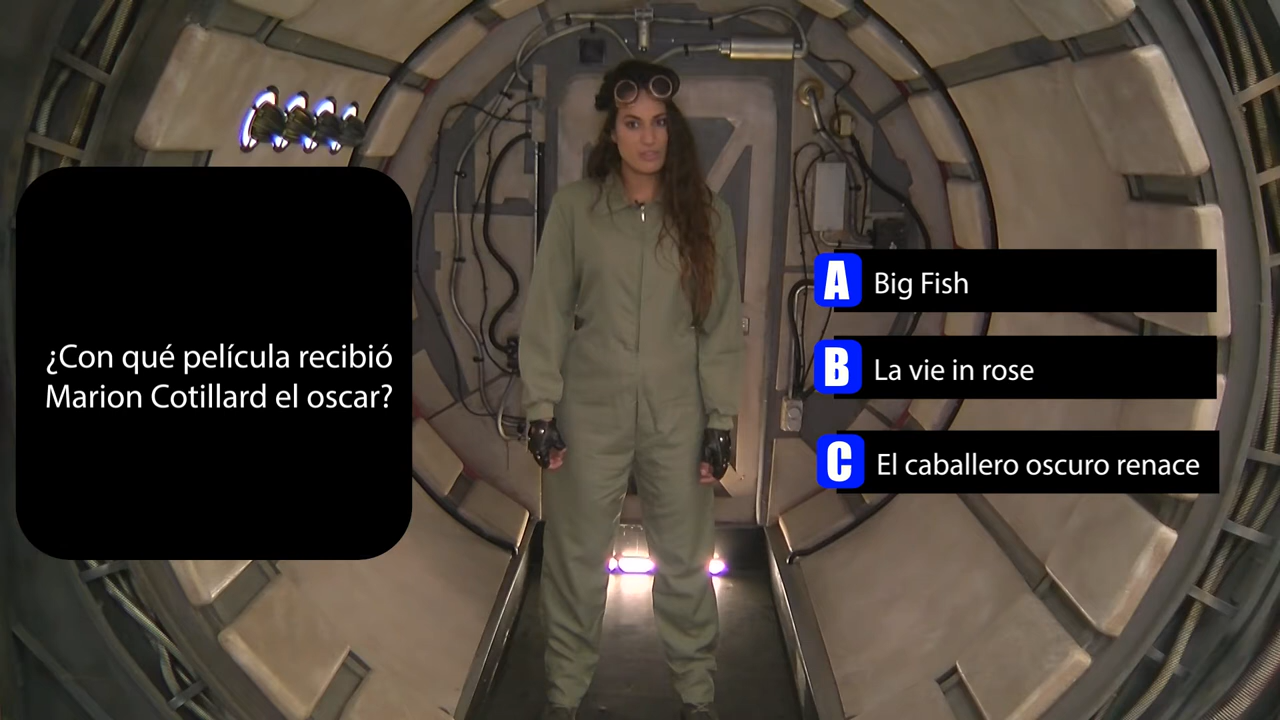 ¿Con qué película recibió
Marion Cotillard el oscar?
A Big Fish
B La vie in rose
C El caballero oscuro renace